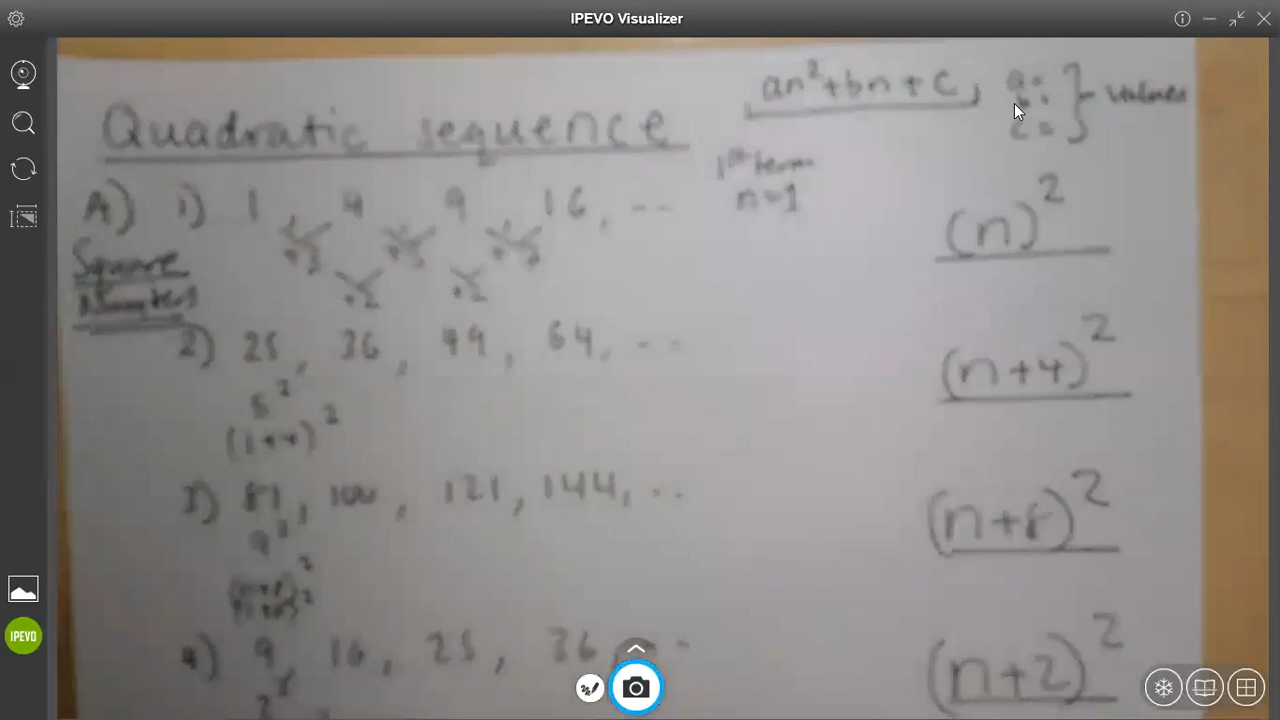 IPEVO Visualizer
an²+bn+c, a= b= c= } values
Quadratic sequence
1st term
n=1
A) 1) 1 4 9 16, ...
+3 +5
+2 +2
(n)²
Square
Numbers
2) 25, 36, 49, 64, ...
(n+4)²
5²
(1+4)²
3) 81, 100, 121, 144, ...
(n+8)²
9²
4) 9, 16, 25, 36, ...
(n+2)²
IPEVO